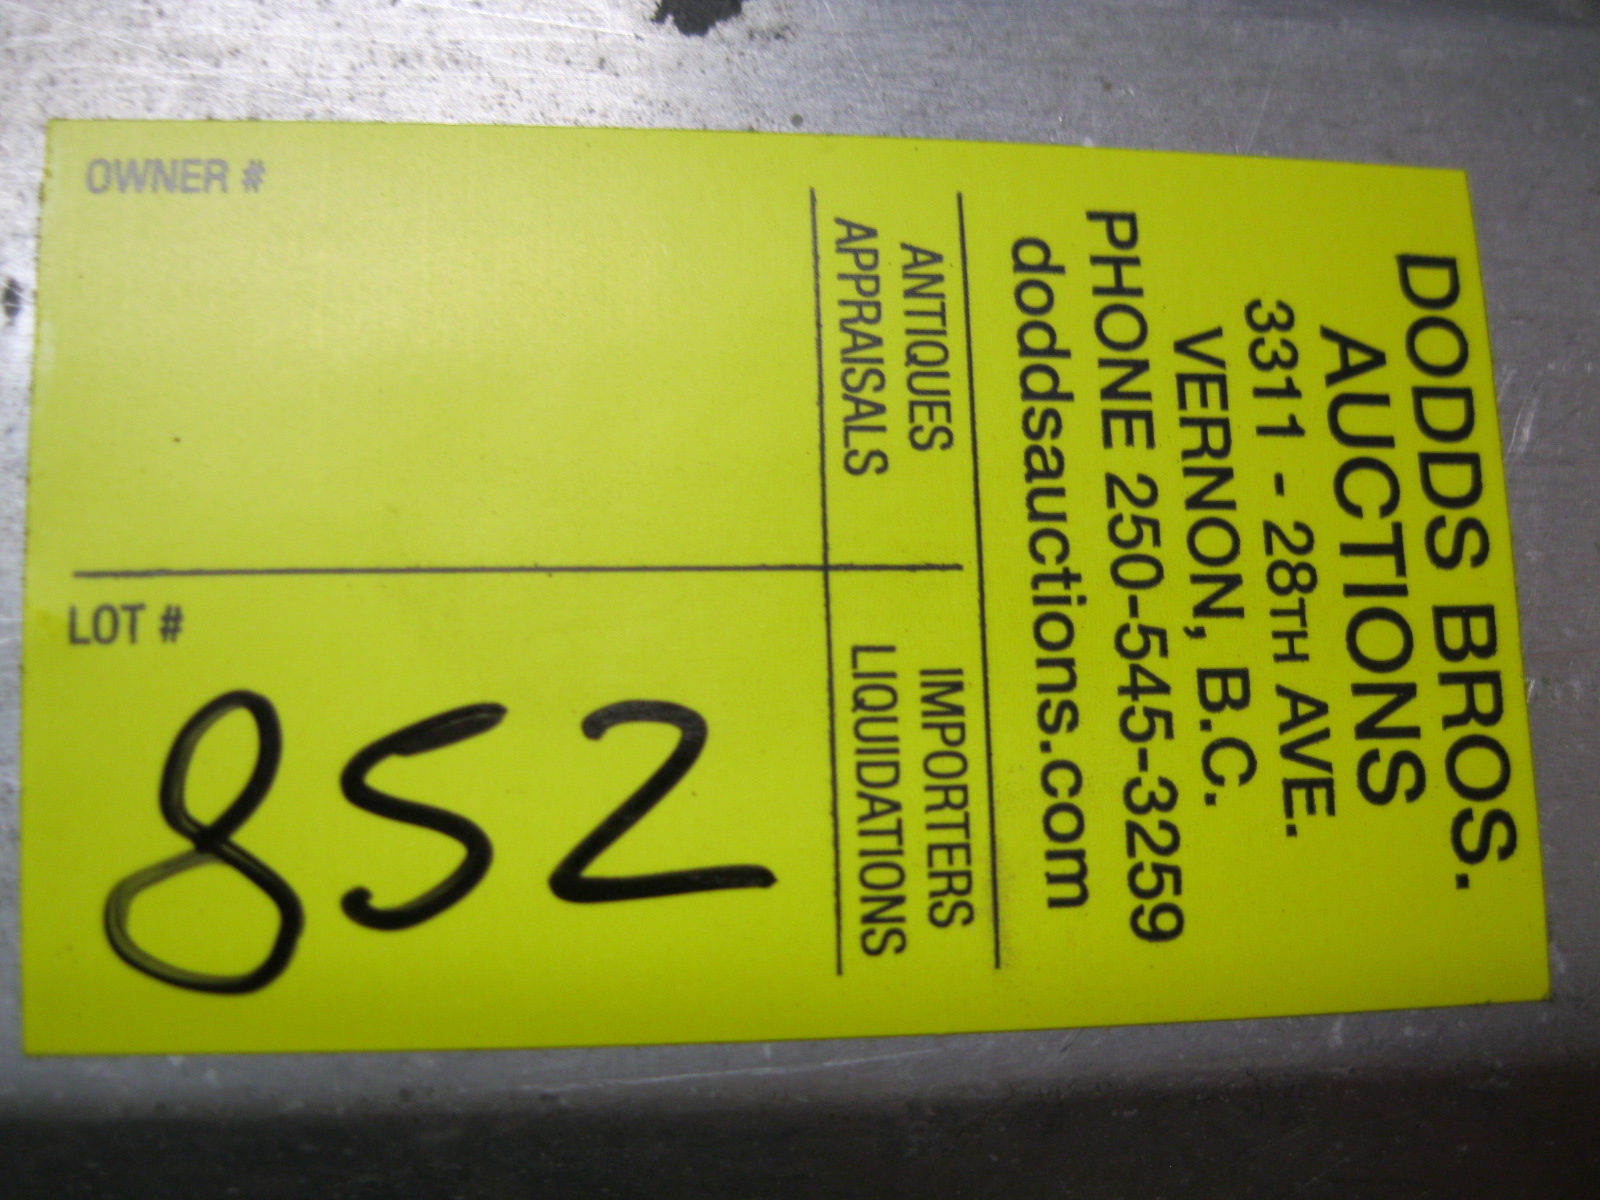 DODDS BROS.
AUCTIONS
3311 - 28TH AVE.
VERNON, B.C.
PHONE 250-545-3259
doddsauctions.com
ANTIQUES
APPRAISALS
IMPORTERS
LIQUIDATIONS
OWNER #
LOT #
852